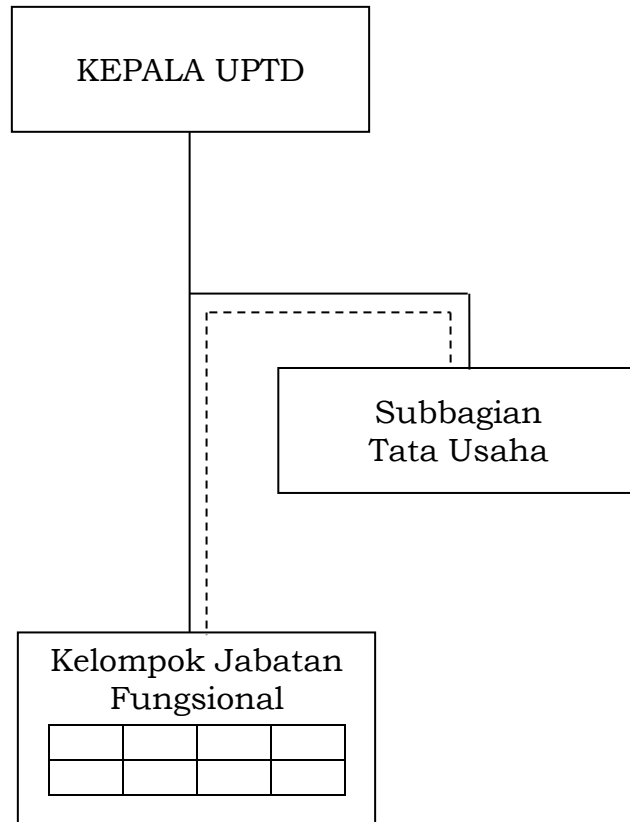 KEPALA UPTD
Subbagian
Tata Usaha
Kelompok Jabatan
Fungsional